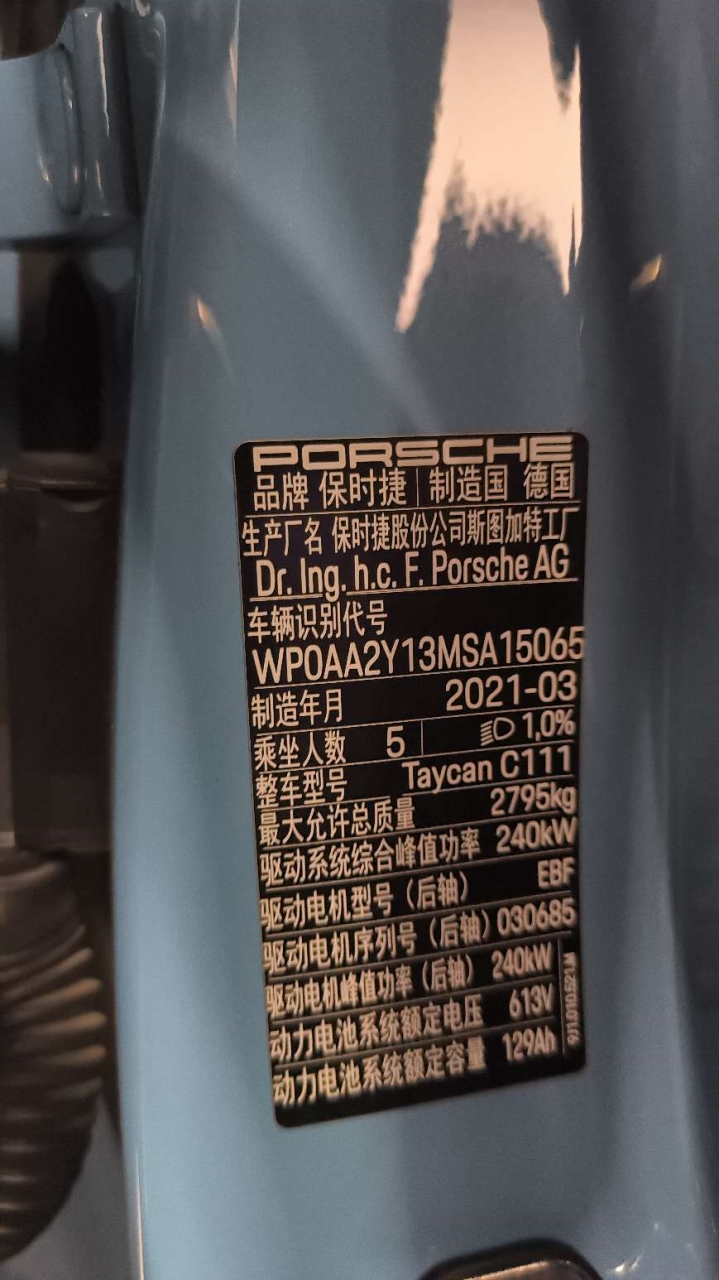 PORSCHE
品牌 保时捷 制造国 德国
生产厂名 保时捷股份公司斯图加特工厂
Dr. Ing. h.c. F. Porsche AG
车辆识别代号
WP0AA2Y13MSA15065
制造年月 2021-03
乘坐人数 5 1,0%
整车型号 Taycan C111
最大允许总质量 2795kg
驱动系统综合峰值功率 240kW
驱动电机型号（后轴） EBF
驱动电机序列号（后轴）030685
驱动电机峰值功率（后轴） 240kW
动力电池系统额定电压 613V
动力电池系统额定容量 129Ah